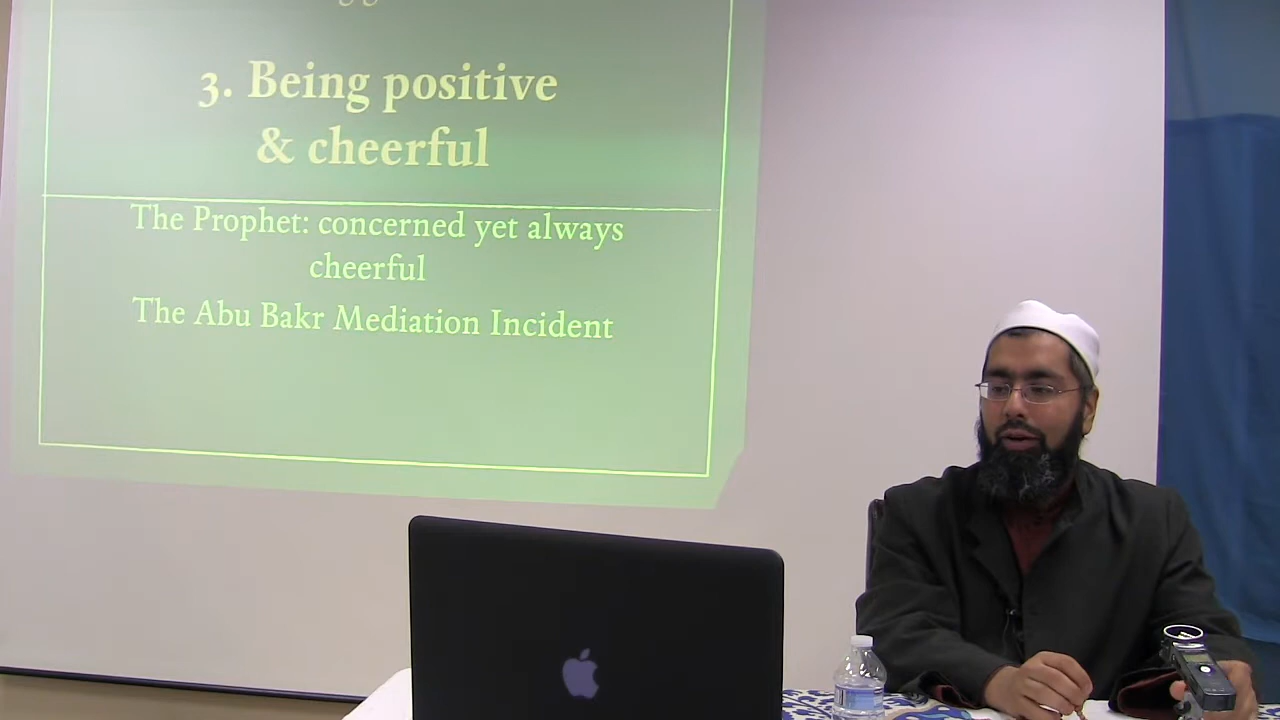 3. Being positive
& cheerful
The Prophet: concerned yet always
cheerful
The Abu Bakr Mediation Incident